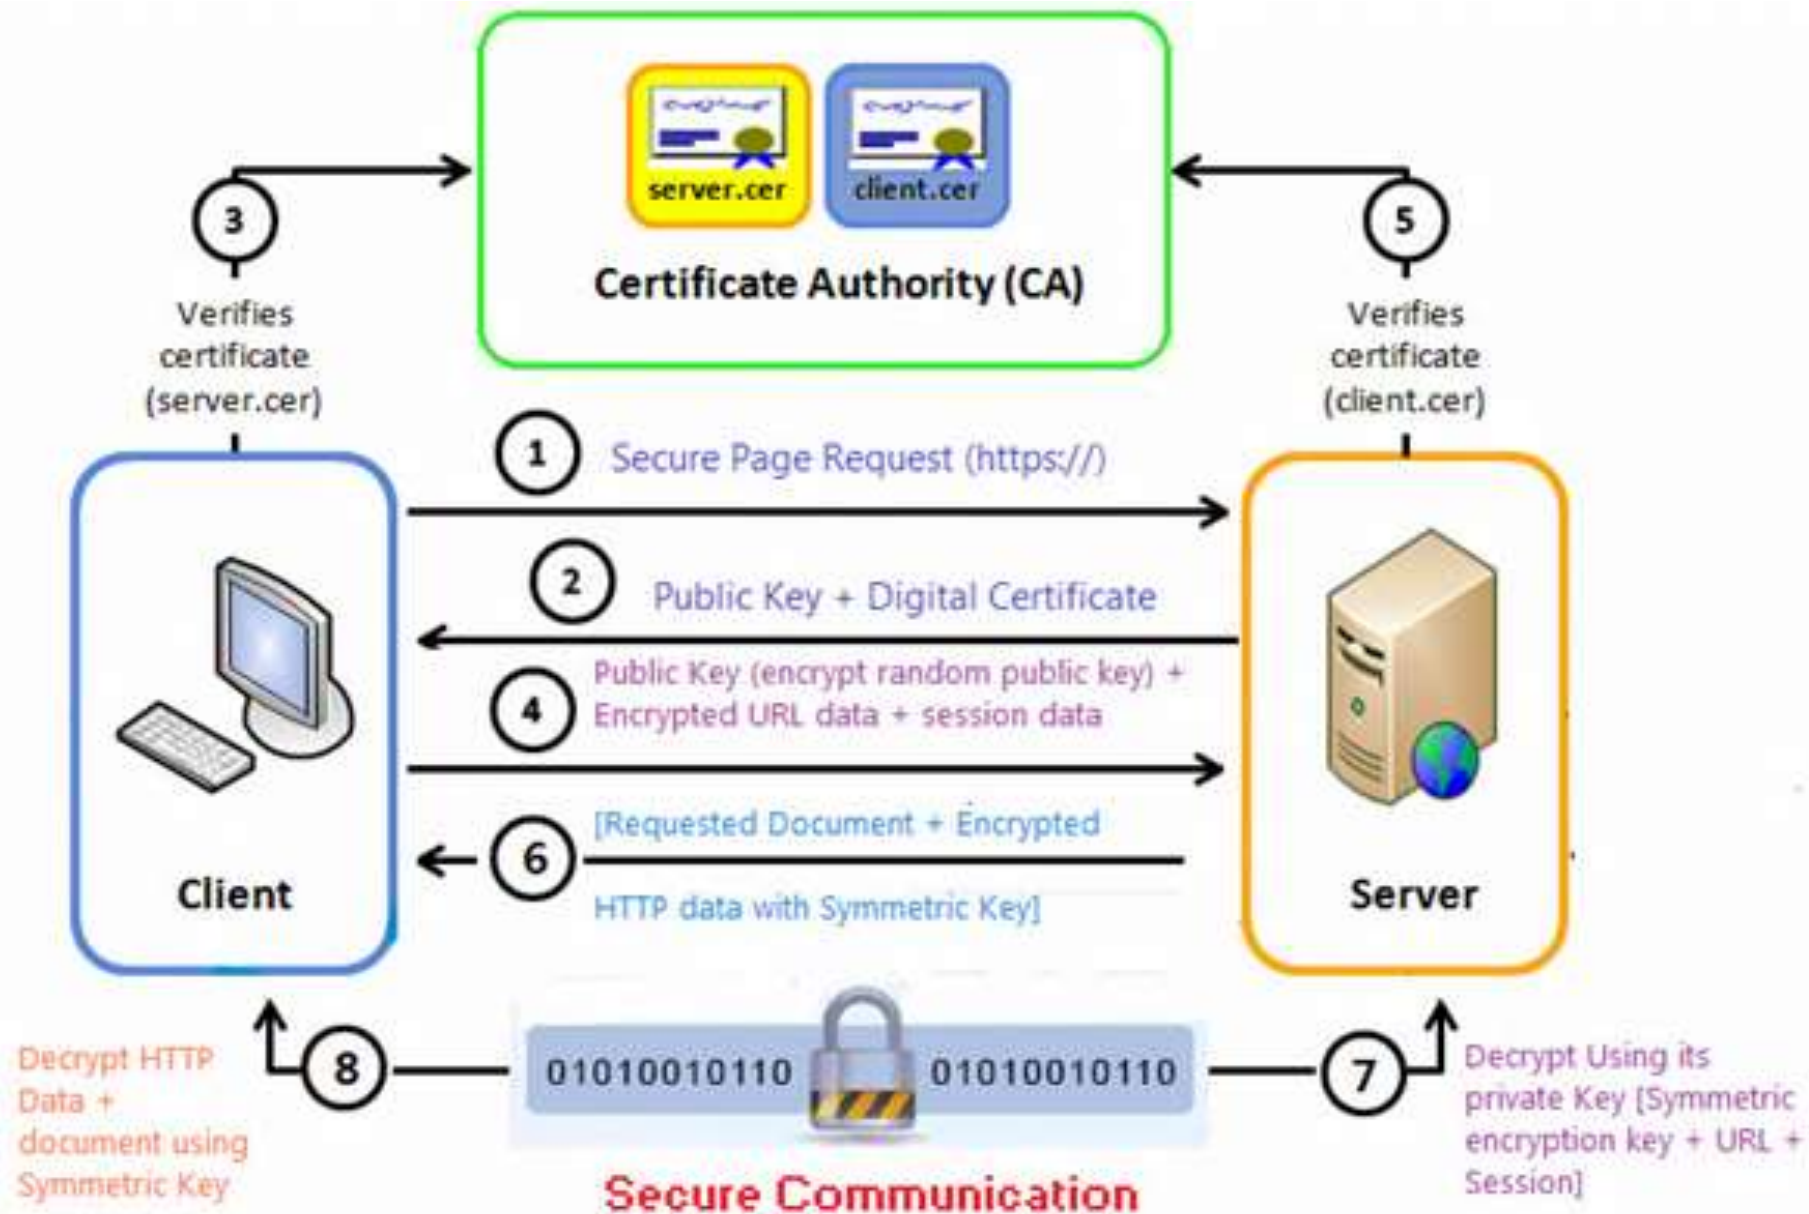 server.cer
client.cer
Certificate Authority (CA)
3
Verifies
certificate
(server.cer)
5
Verifies
certificate
(client.cer)
1
Secure Page Request (https://)
2
Public Key + Digital Certificate
4
Public Key (encrypt random public key) +
Encrypted URL data + session data
6
[Requested Document + Encrypted
HTTP data with Symmetric Key]
Client
Server
8
Decrypt HTTP
Data +
document using
Symmetric Key
01010010110
01010010110
7
Decrypt Using its
private Key [Symmetric
encryption key + URL +
Session]
Secure Communication